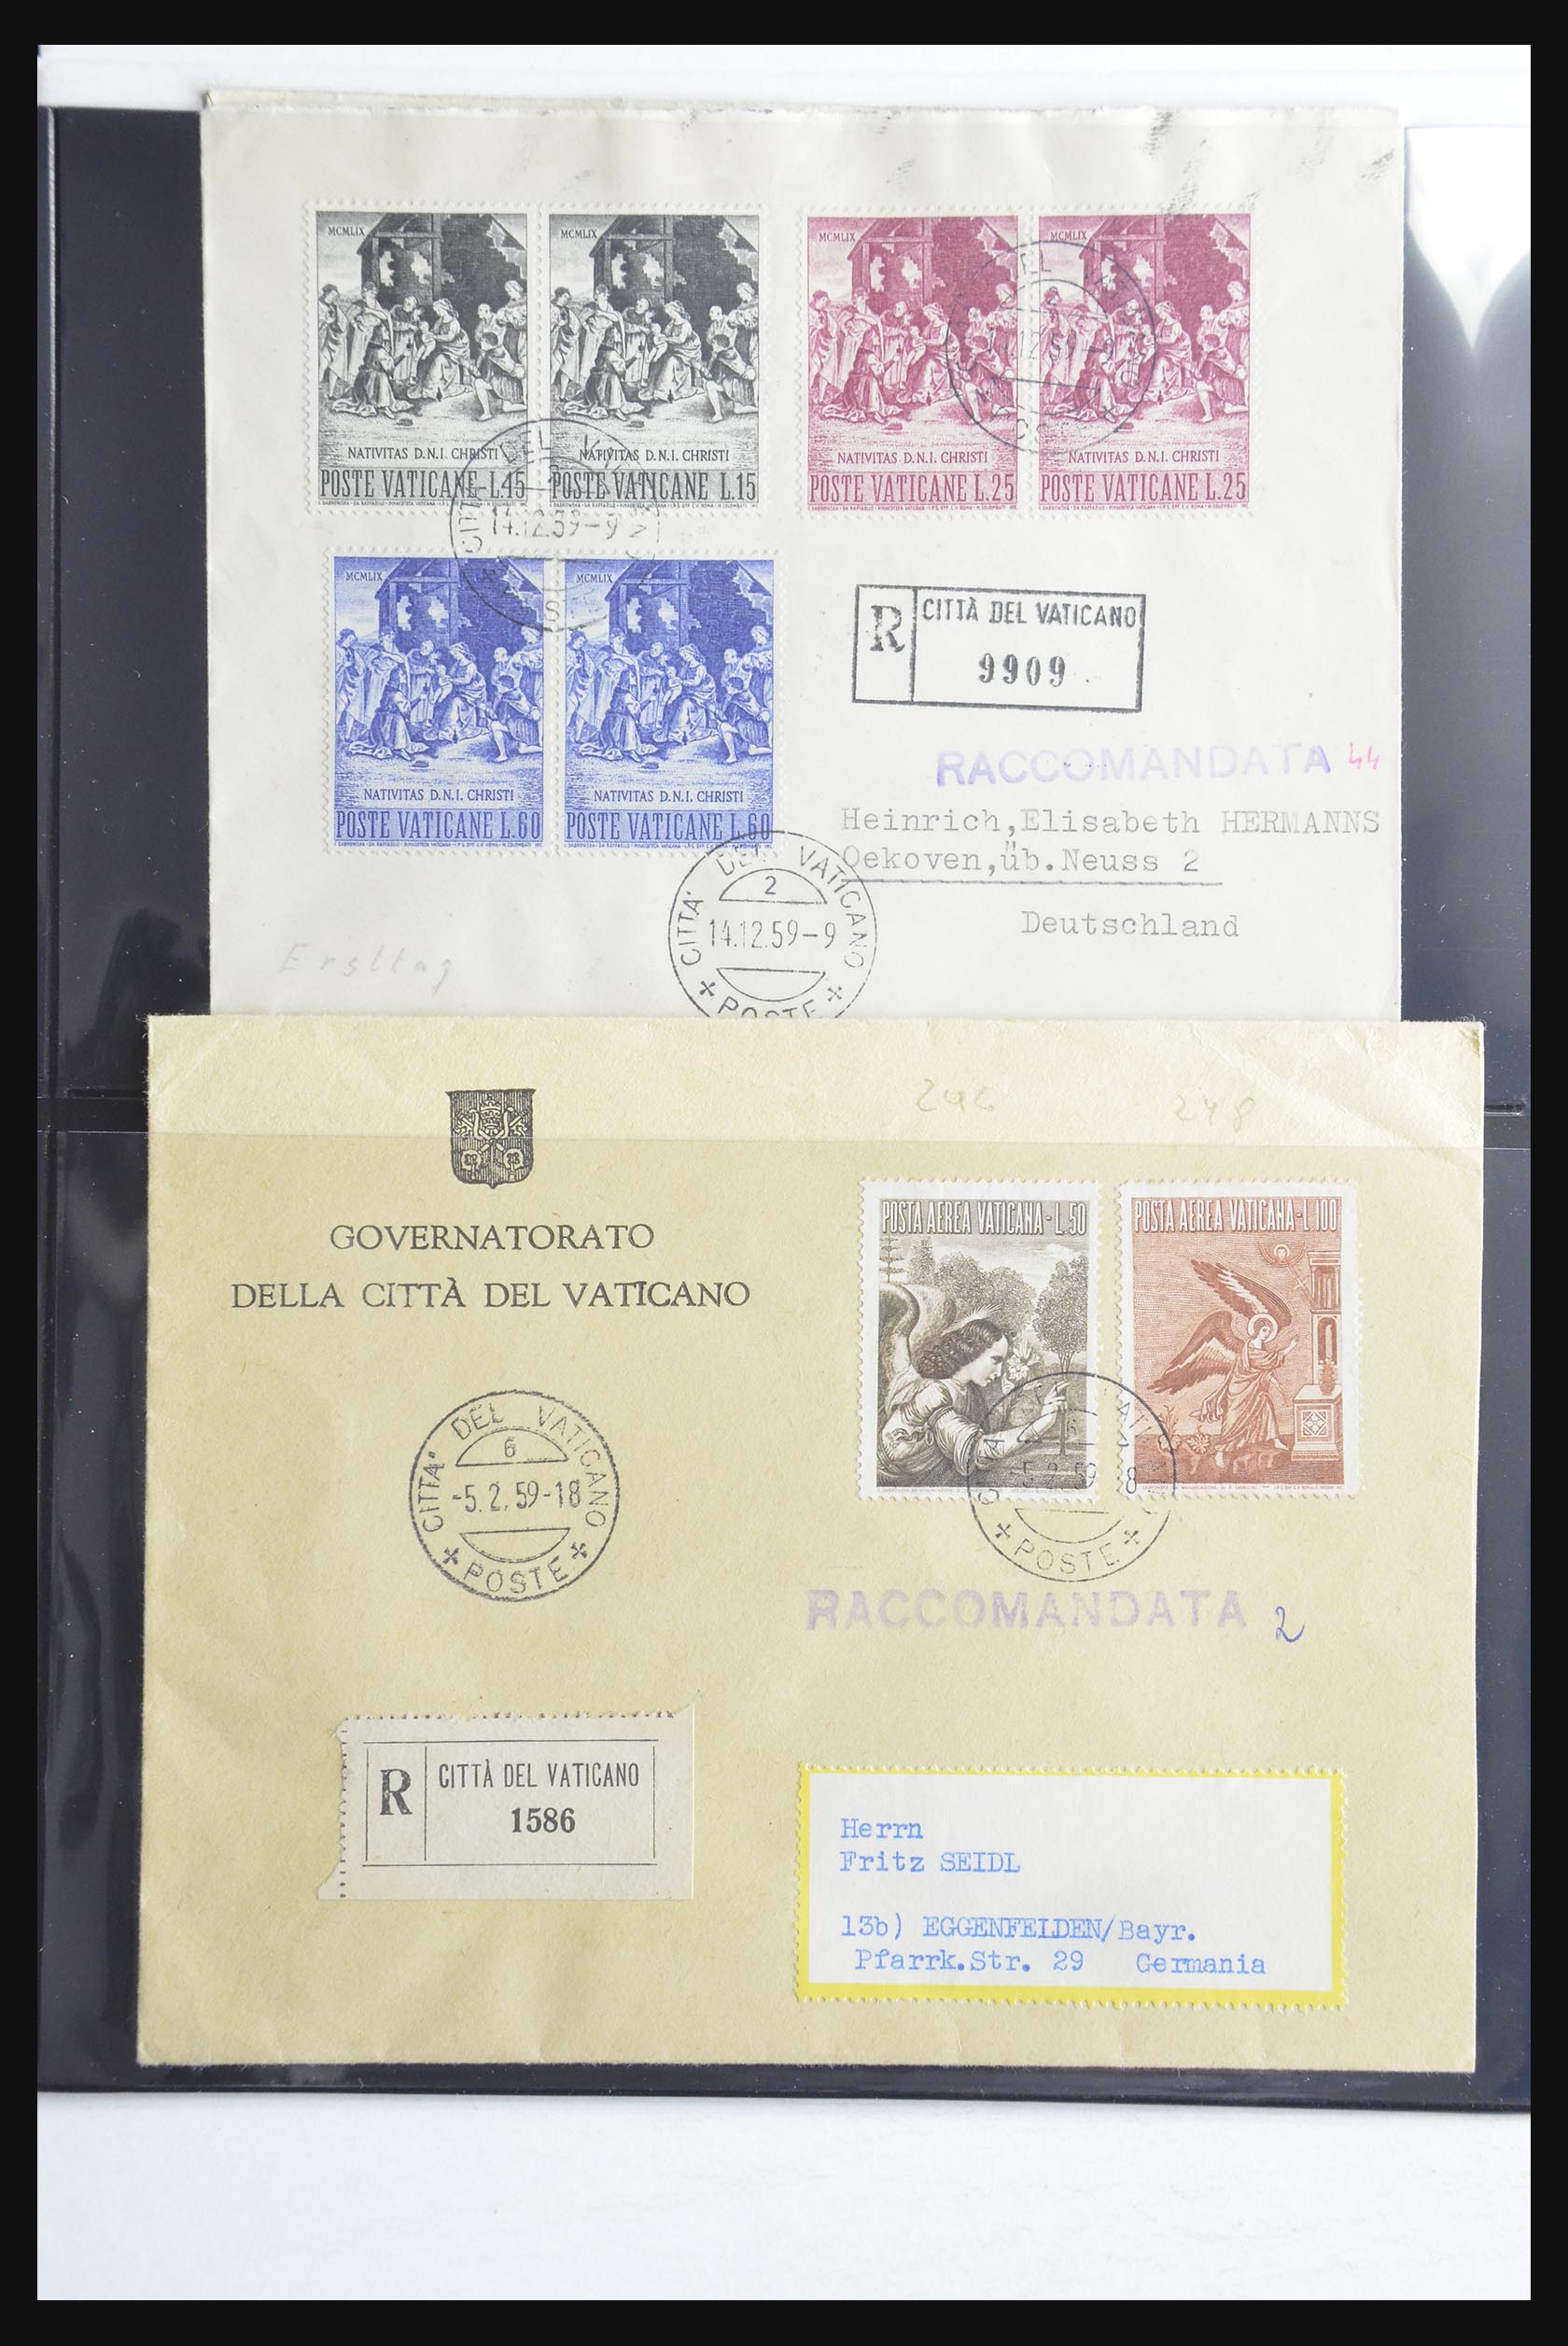 MCMLIX
MCMLIX
NATIVITAS D.N.I. CHRISTI
NATIVITAS D.N.I. CHRISTI
POSTE VATICANE-L.15
POSTE VATICANE L.15
MCMLIX
MCMLIX
NATIVITAS D.N.I. CHRISTI
NATIVITAS D.N.I. CHRISTI
POSTE VATICANE L.25
POSTE VATICANE L.25
14.12.59-9
MCMLIX
MCMLIX
NATIVITAS D.N.I. CHRISTI
NATIVITAS D.N.I. CHRISTI
POSTE VATICANE L.60
POSTE VATICANE L.60
R
CITTÀ DEL VATICANO
9909
RACCOMANDATA 44
Heinrich,Elisabeth HERMANNS
Oekoven,üb.Neuss 2
Deutschland
CITTA' DEL VATICANO
2
14.12.59-9
POSTE
Ersttag
248
GOVERNATORATO
DELLA CITTÀ DEL VATICANO
POSTA AEREA VATICANA-L.50
POSTA AEREA VATICANA-L.100
CITTA' DEL VATICANO
6
-5.2.59-18
POSTE
POSTE
RACCOMANDATA 2
R
CITTÀ DEL VATICANO
1586
Herrn
Fritz SEIDL
13b) EGGENFELDEN/Bayr.
Pfarrk.Str. 29 Germania